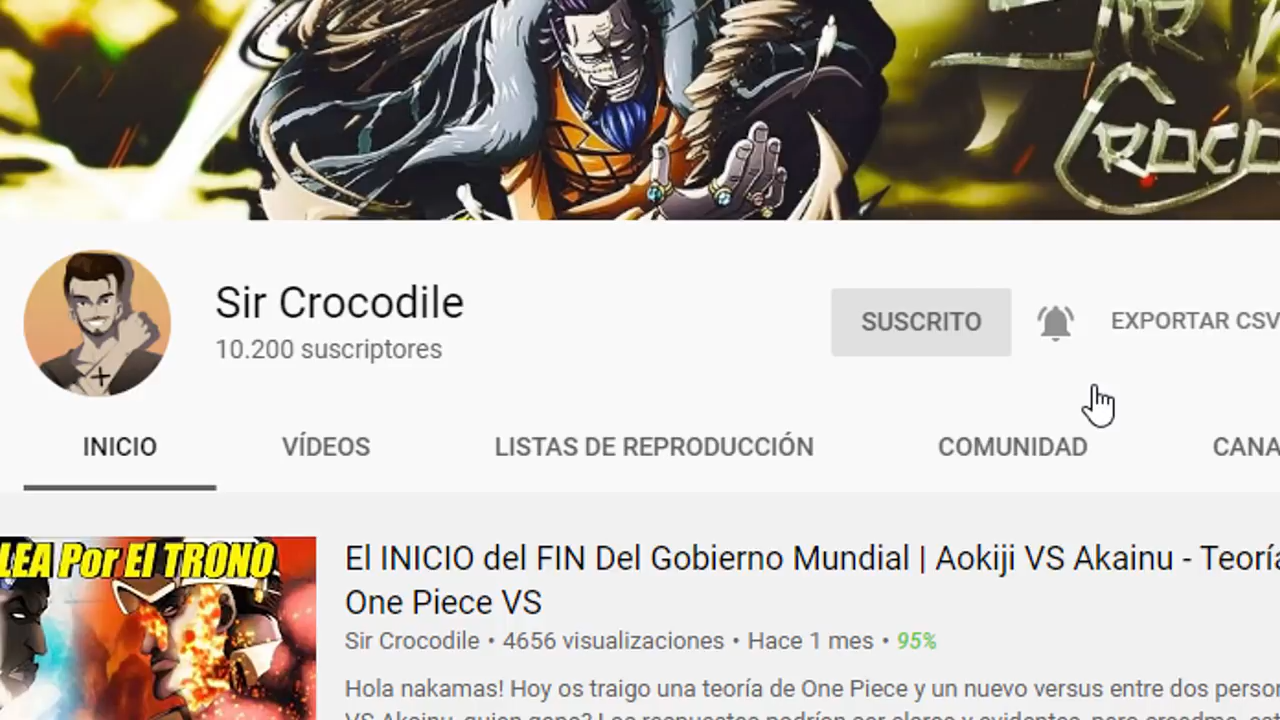 Sir Crocodile
10.200 suscriptores
SUSCRITO
EXPORTAR CSV
INICIO
VÍDEOS
LISTAS DE REPRODUCCIÓN
COMUNIDAD
CANA
LEA Por El TRONO
El INICIO del FIN Del Gobierno Mundial | Aokiji VS Akainu - Teoría
One Piece VS
Sir Crocodile • 4656 visualizaciones • Hace 1 mes • 95%
Hola nakamas! Hoy os traigo una teoría de One Piece y un nuevo versus entre dos person